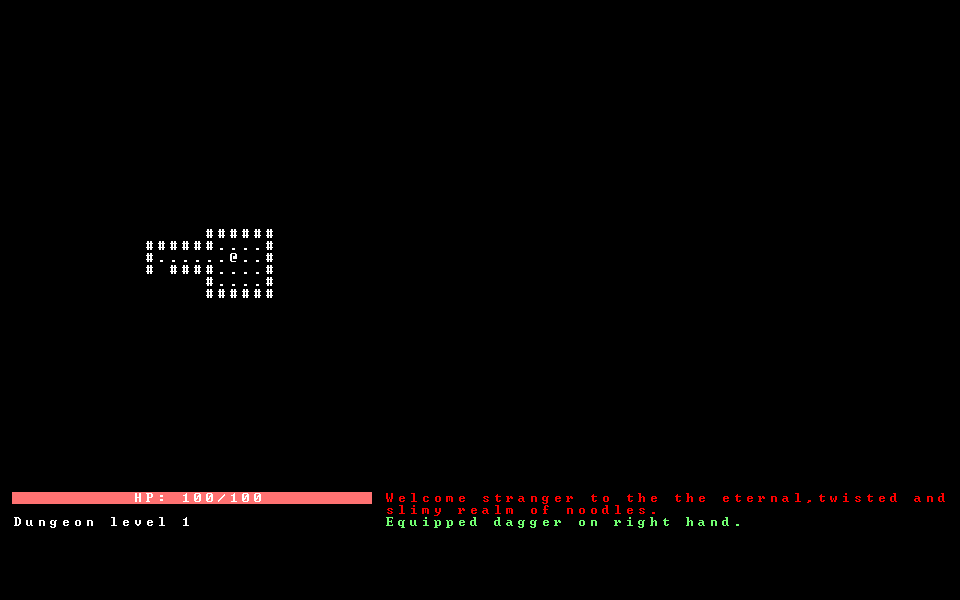 ######
######....#
#......@..#
# ####....#
#....#
######
HP: 100/100
Dungeon level 1
Welcome stranger to the the eternal,twisted and
slimy realm of noodles.
Equipped dagger on right hand.